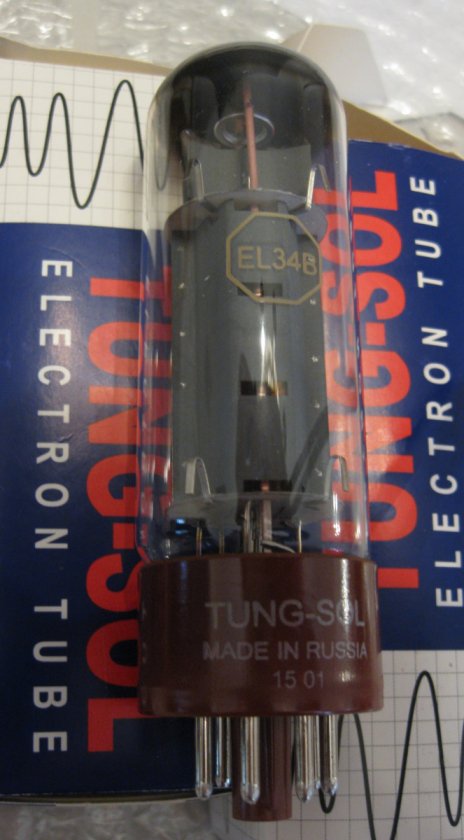 EL34B
TUNG-SOL
MADE IN RUSSIA
15 01
TUNG-SOL
ELECTRON TUBE
TUNG-SOL
ELECTRON TUBE